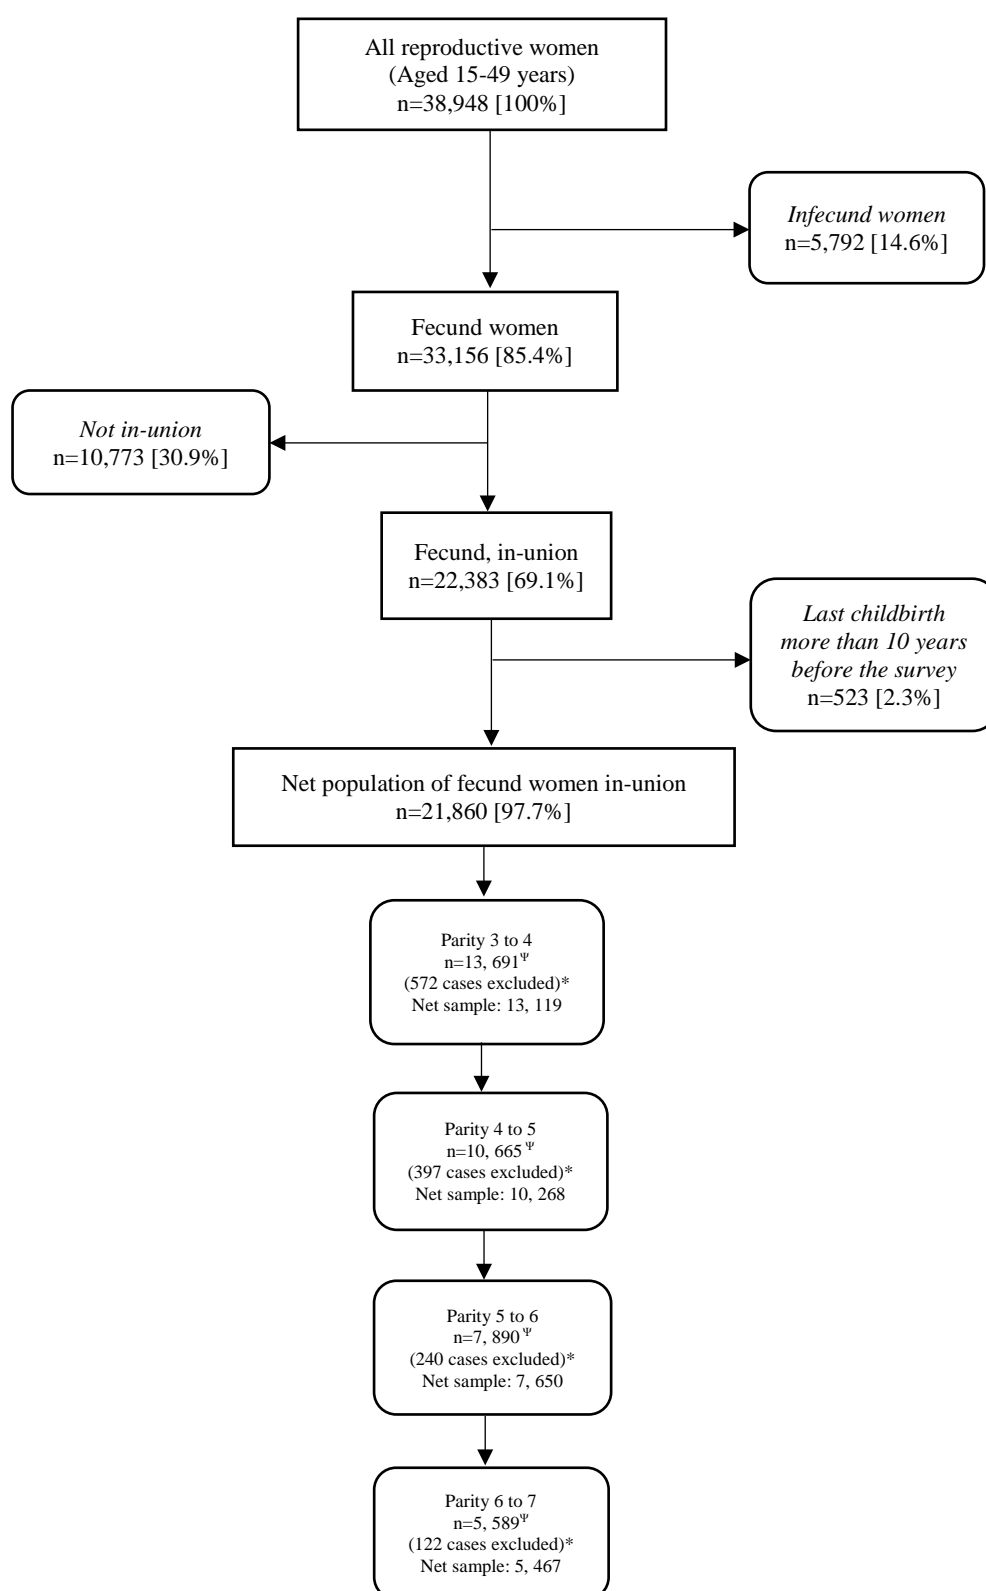 All reproductive women
(Aged 15-49 years)
n=38,948 [100%]
Infecund women
n=5,792 [14.6%]
Fecund women
n=33,156 [85.4%]
Not in-union
n=10,773 [30.9%]
Fecund, in-union
n=22,383 [69.1%]
Last childbirth
more than 10 years
before the survey
n=523 [2.3%]
Net population of fecund women in-union
n=21,860 [97.7%]
Parity 3 to 4
n=13, 691Ψ
(572 cases excluded)*
Net sample: 13, 119
Parity 4 to 5
n=10, 665 Ψ
(397 cases excluded)*
Net sample: 10, 268
Parity 5 to 6
n=7, 890 Ψ
(240 cases excluded)*
Net sample: 7, 650
Parity 6 to 7
n=5, 589Ψ
(122 cases excluded)*
Net sample: 5, 467